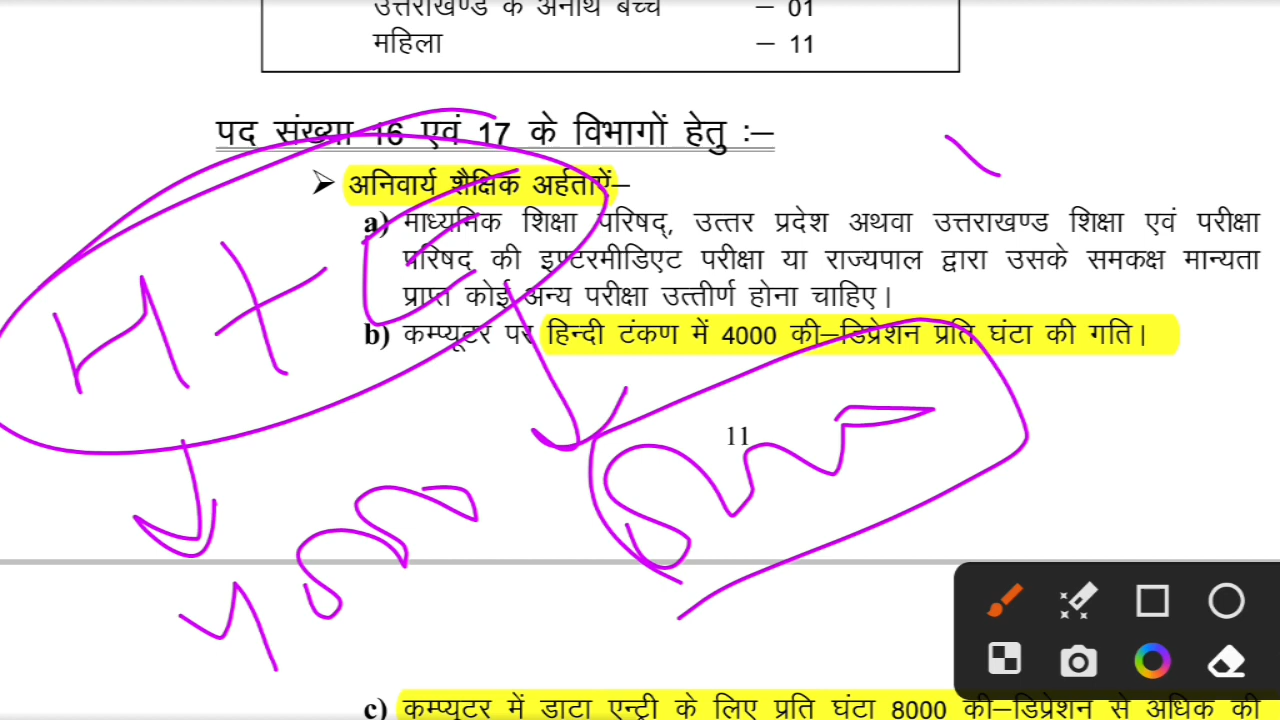 उत्तराखण्ड के अनाथ बच्चे – 01
महिला – 11
पद संख्या 16 एवं 17 के विभागों हेतु :–
➢ अनिवार्य शैक्षिक अर्हताऐं–
a) माध्यमिक शिक्षा परिषद्, उत्तर प्रदेश अथवा उत्तराखण्ड शिक्षा एवं परीक्षा
परिषद की इण्टरमीडिएट परीक्षा या राज्यपाल द्वारा उसके समकक्ष मान्यता
प्राप्त कोई अन्य परीक्षा उत्तीर्ण होना चाहिए।
b) कम्प्यूटर पर हिन्दी टंकण में 4000 की–डिप्रेशन प्रति घंटा की गति।
11
c) कम्प्यूटर में डाटा एन्ट्री के लिए प्रति घंटा 8000 की–डिप्रेशन से अधिक की